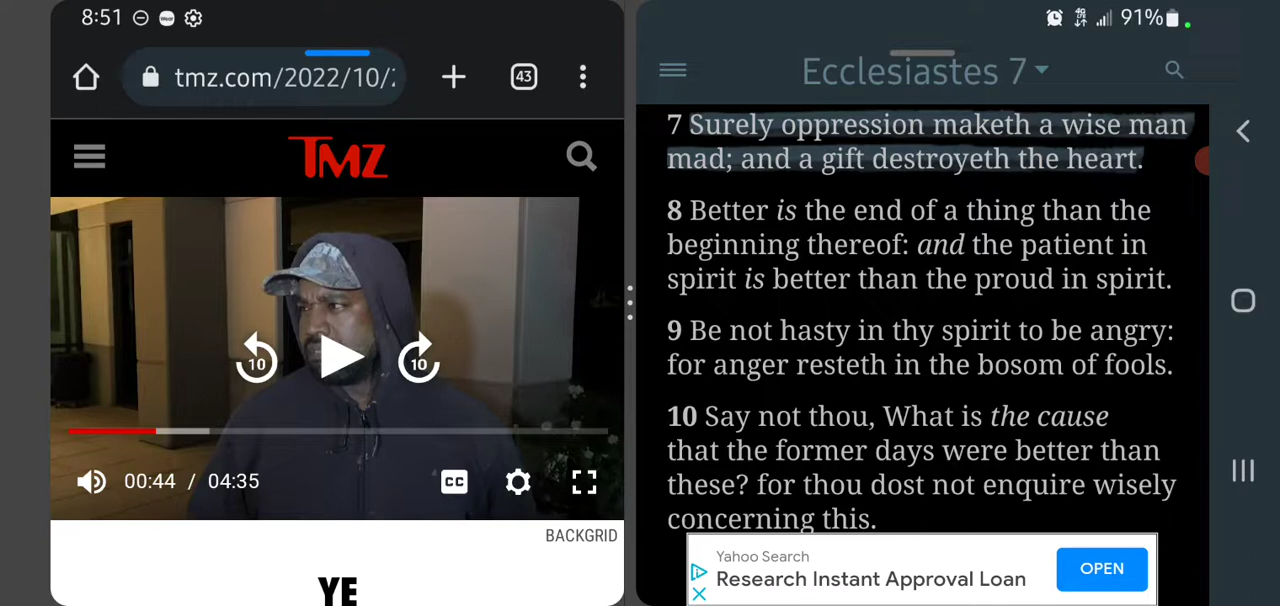 8:51
tmz.com/2022/10/2
43
TMZ
10
10
00:44 / 04:35
CC
BACKGRID
YE
91%
Ecclesiastes 7
7 Surely oppression maketh a wise man
mad; and a gift destroyeth the heart.
8 Better is the end of a thing than the
beginning thereof: and the patient in
spirit is better than the proud in spirit.
9 Be not hasty in thy spirit to be angry:
for anger resteth in the bosom of fools.
10 Say not thou, What is the cause
that the former days were better than
these? for thou dost not enquire wisely
concerning this.
Yahoo Search
Research Instant Approval Loan
OPEN